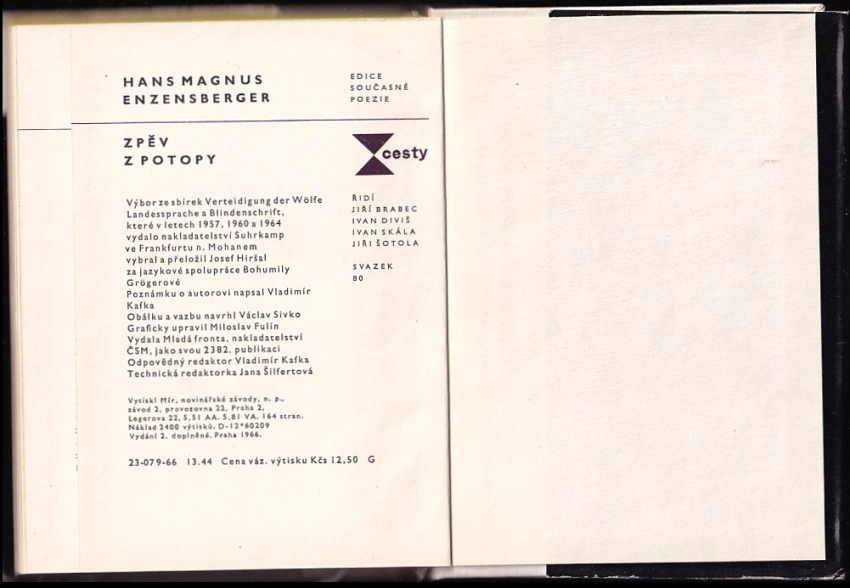 HANS MAGNUS
ENZENSBERGER
EDICE
SOUČASNÉ
POEZIE
ZPĚV
Z POTOPY
cesty
Výbor ze sbírek Verteidigung der Wölfe
Landessprache a Blindenschrift,
které v letech 1957, 1960 a 1964
vydalo nakladatelství Suhrkamp
ve Frankfurtu n. Mohanem
vybral a přeložil Josef Hiršal
za jazykové spolupráce Bohumily
Grögerové
Poznámku o autorovi napsal Vladimír
Kafka
Obálku a vazbu navrhl Václav Sivko
Graficky upravil Miloslav Fulín
Vydala Mladá fronta, nakladatelství
ČSM, jako svou 2382. publikaci
Odpovědný redaktor Vladimír Kafka
Technická redaktorka Jana Šilfertová
ŘIDÍ
JIŘÍ BRABEC
IVAN DIVIŠ
IVAN SKÁLA
JIŘI ŠOTOLA
SVAZEK
80
Vytiskl Mír, novinářské závody, n. p.,
závod 2, provozovna 22, Praha 2,
Legerova 22, 5,51 AA. 5,81 VA. 164 stran.
Náklad 2400 výtisků. D-12*60209
Vydání 2. doplněné. Praha 1966.
23-079-66 13.44 Cena váz. výtisku Kčs 12,50 G